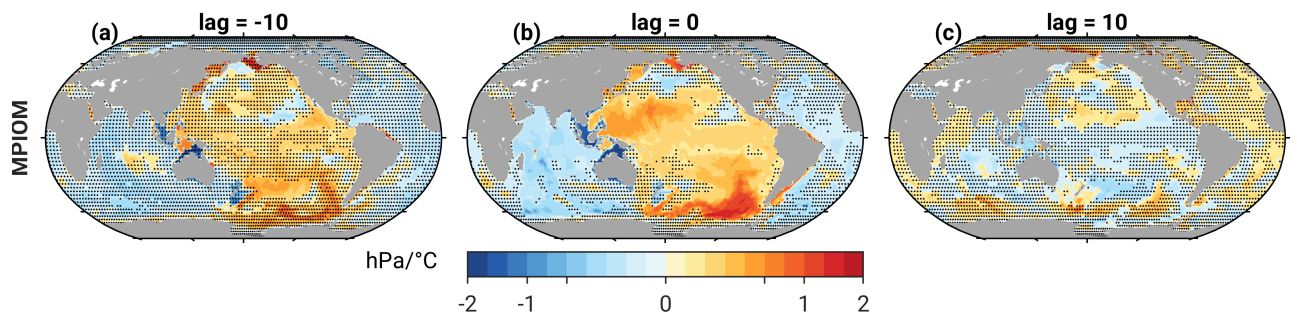 lag = -10
lag = 0
lag = 10
(a)
(b)
(c)
MPIOM
hPa/°C
-2
-1
0
1
2